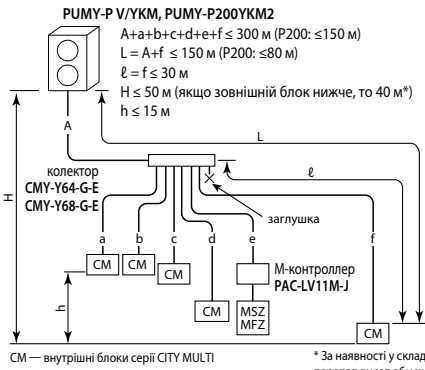 PUMY-P V/YKM, PUMY-P200YKM2
A+a+b+c+d+e+f ≤ 300 м (P200: ≤150 м)
L = A+f ≤ 150 м (P200: ≤80 м)
ℓ = f ≤ 30 м
H ≤ 50 м (якщо зовнішній блок нижче, то 40 м*)
h ≤ 15 м
A
L
H
колектор
CMY-Y64-G-E
CMY-Y68-G-E
ℓ
заглушка
a
b
c
d
e
f
CM
CM
CM
М-контроллер
PAC-LV11M-J
h
CM
MSZ
MFZ
CM
CM — внутрішні блоки серії CITY MULTI
* За наявності у склад